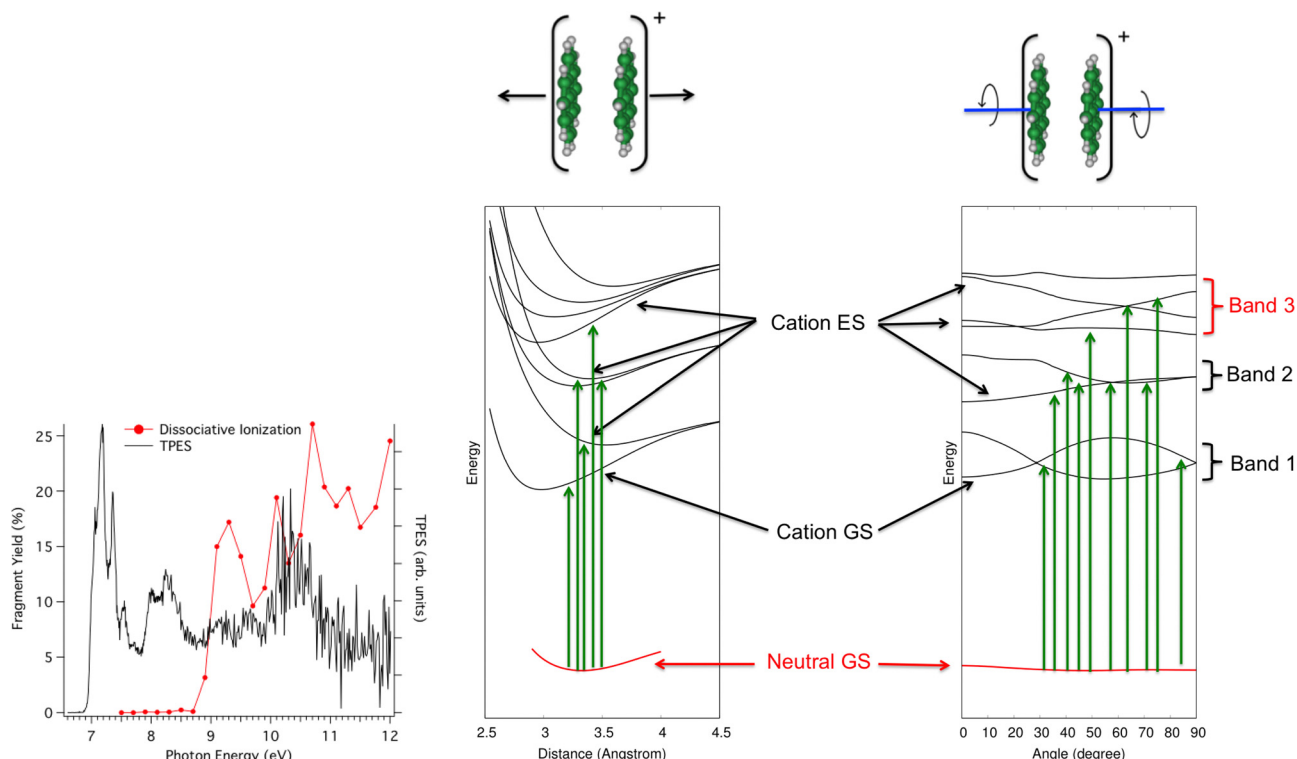 +
+
Dissociative Ionization
TPES
Fragment Yield (%)
25
20
15
10
5
0
TPES (arb. units)
7
8
9
10
11
12
Photon Energy (eV)
Energy
2.5
3
3.5
4
4.5
Distance (Angstrom)
Cation ES
Cation GS
Neutral GS
Energy
0
10
20
30
40
50
60
70
80
90
Angle (degree)
Band 3
Band 2
Band 1